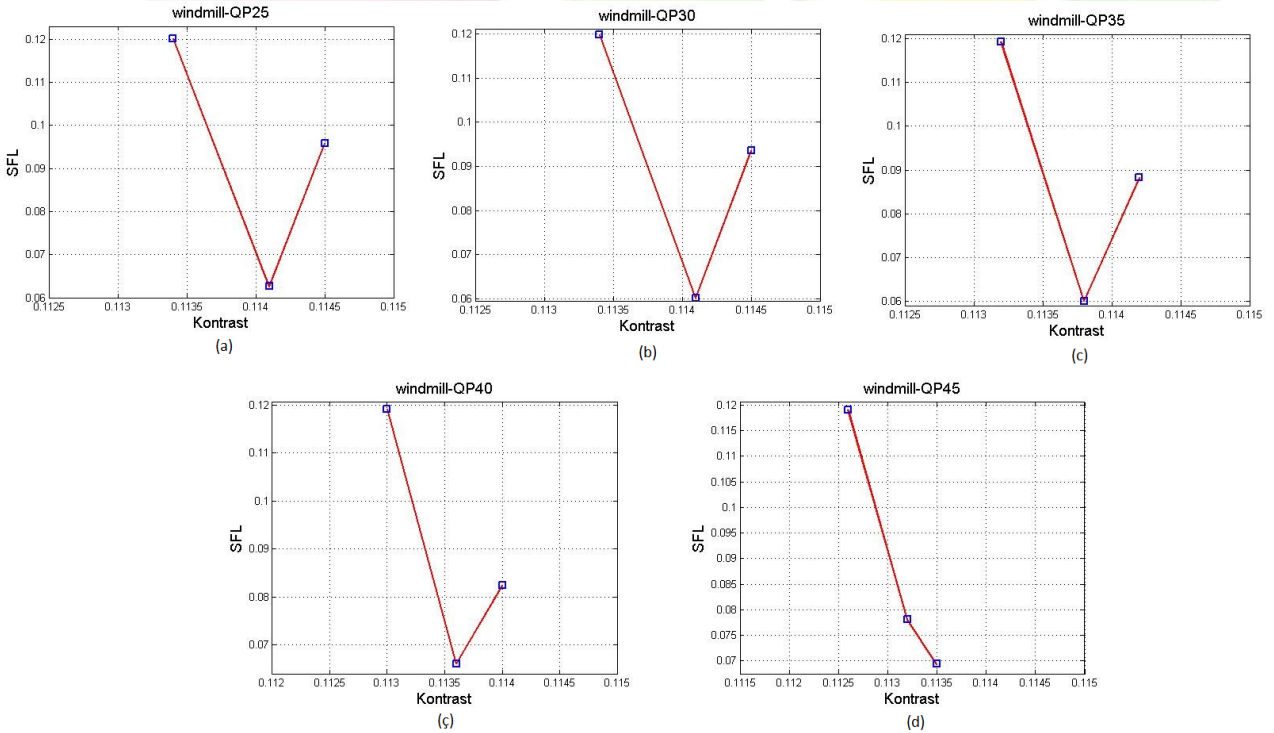 windmill-QP25
0.12
0.11
0.1
0.09
0.08
0.07
0.06
SFL
0.1125 0.113 0.1135 0.114 0.1145 0.115
Kontrast
(a)
windmill-QP30
0.12
0.11
0.1
0.09
0.08
0.07
0.06
SFL
0.1125 0.113 0.1135 0.114 0.1145 0.115
Kontrast
(b)
windmill-QP35
0.12
0.11
0.1
0.09
0.08
0.07
0.06
SFL
0.1125 0.113 0.1135 0.114 0.1145 0.115
Kontrast
(c)
windmill-QP40
0.12
0.11
0.1
0.09
0.08
0.07
SFL
0.112 0.1125 0.113 0.1135 0.114 0.1145 0.115
Kontrast
(ç)
windmill-QP45
0.12
0.115
0.11
0.105
0.1
0.095
0.09
0.085
0.08
0.075
0.07
SFL
0.1115 0.112 0.1125 0.113 0.1135 0.114 0.1145 0.115
Kontrast
(d)